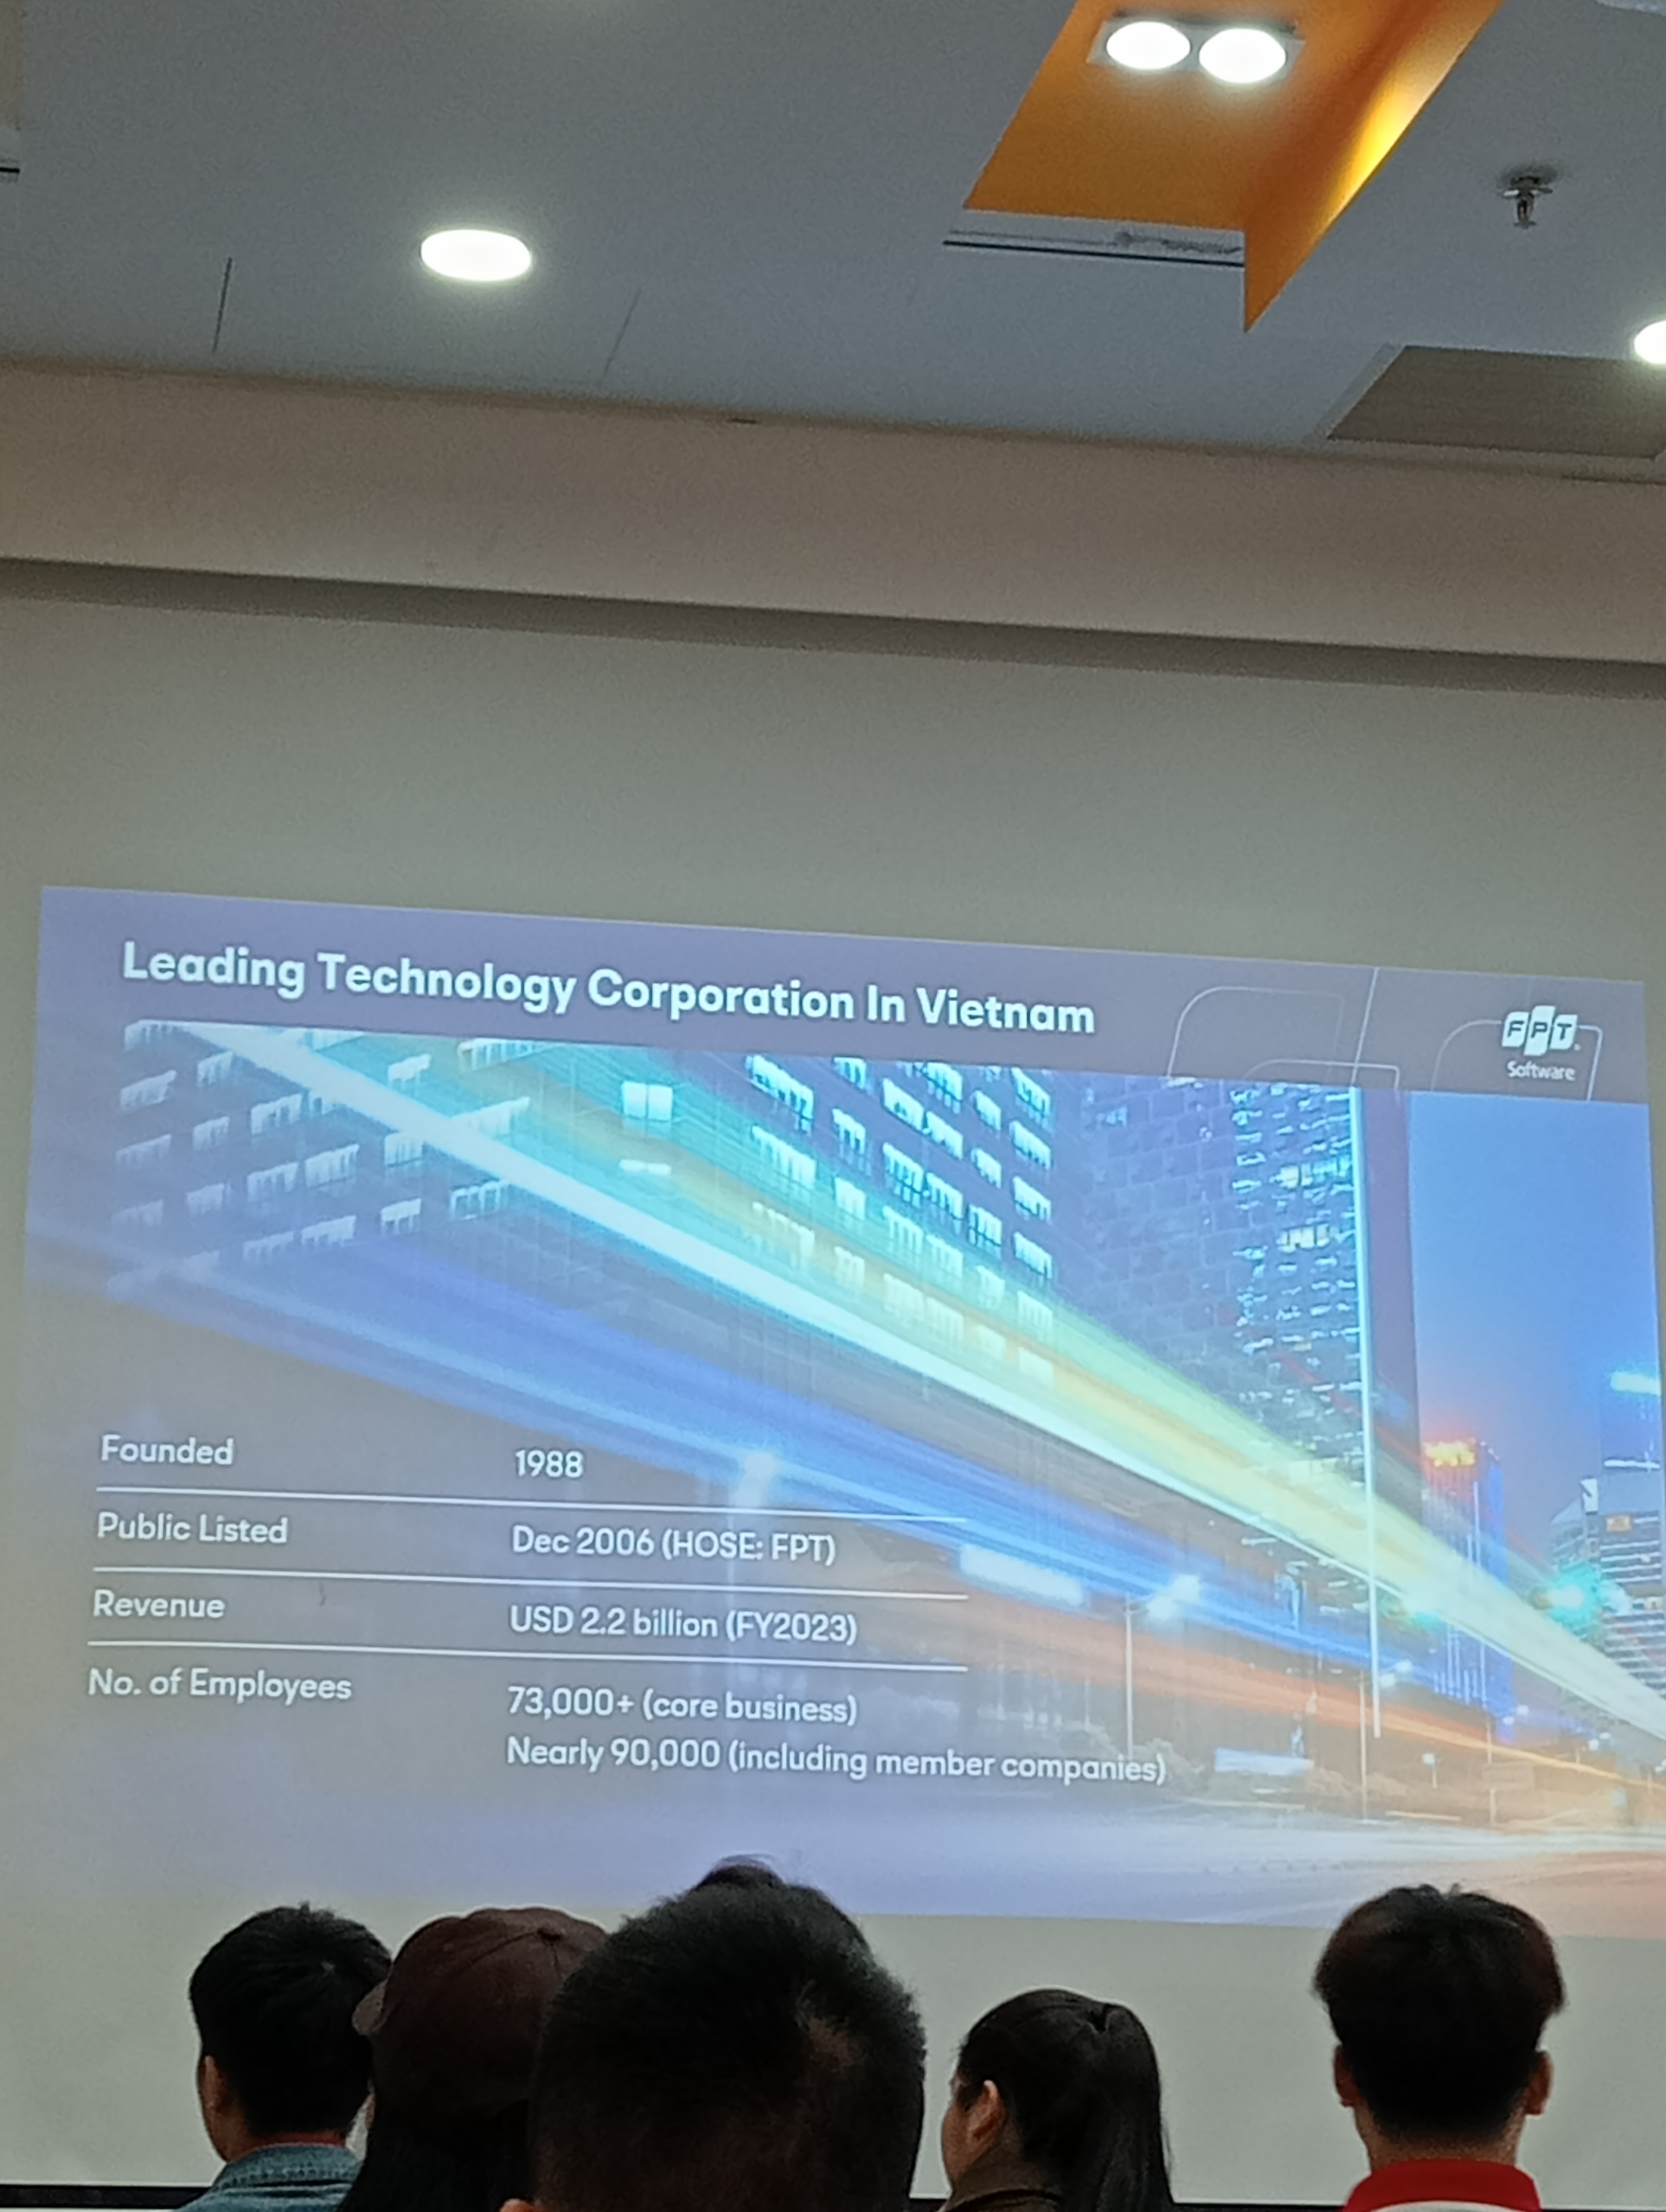 Leading Technology Corporation In Vietnam
FPT
Software
Founded 1988
Public Listed Dec 2006 (HOSE: FPT)
Revenue USD 2.2 billion (FY2023)
No. of Employees 73,000+ (core business)
Nearly 90,000 (including member companies)